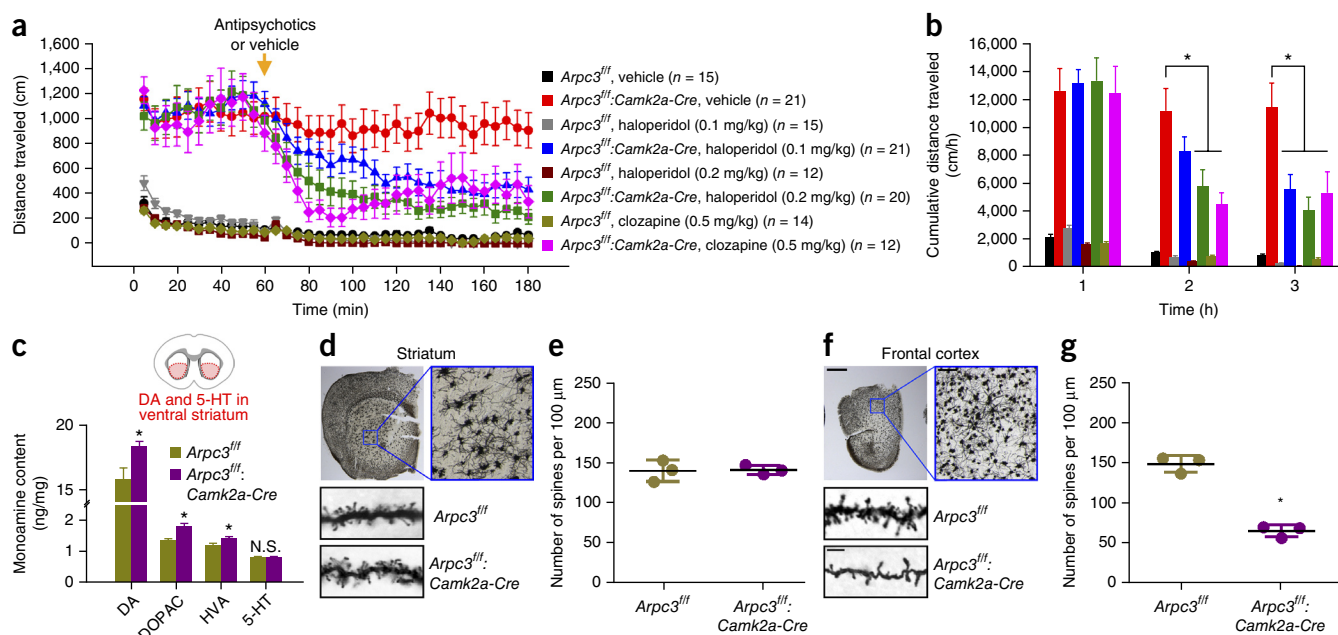 a
Antipsychotics
or vehicle
1,600
1,400
1,200
1,000
800
600
400
200
0
Distance traveled (cm)
0 20 40 60 80 100 120 140 160 180
Time (min)
Arpc3f/f, vehicle (n = 15)
Arpc3f/f:Camk2a-Cre, vehicle (n = 21)
Arpc3f/f, haloperidol (0.1 mg/kg) (n = 15)
Arpc3f/f:Camk2a-Cre, haloperidol (0.1 mg/kg) (n = 21)
Arpc3f/f, haloperidol (0.2 mg/kg) (n = 12)
Arpc3f/f:Camk2a-Cre, haloperidol (0.2 mg/kg) (n = 20)
Arpc3f/f, clozapine (0.5 mg/kg) (n = 14)
Arpc3f/f:Camk2a-Cre, clozapine (0.5 mg/kg) (n = 12)
b
16,000
14,000
12,000
10,000
8,000
6,000
4,000
2,000
0
Cumulative distance traveled
(cm/h)
* *
1 2 3
Time (h)
c
DA and 5-HT in
ventral striatum
20
15
2
1
0
Monoamine content
(ng/mg)
Arpc3f/f
Arpc3f/f:
Camk2a-Cre
* * * N.S.
DA DOPAC HVA 5-HT
d
Striatum
Arpc3f/f
Arpc3f/f:
Camk2a-Cre
e
250
200
150
100
50
0
Number of spines per 100 μm
Arpc3f/f Arpc3f/f:
Camk2a-Cre
f
Frontal cortex
Arpc3f/f
Arpc3f/f:
Camk2a-Cre
g
250
200
150
100
50
0
Number of spines per 100 μm
*
Arpc3f/f Arpc3f/f:
Camk2a-Cre